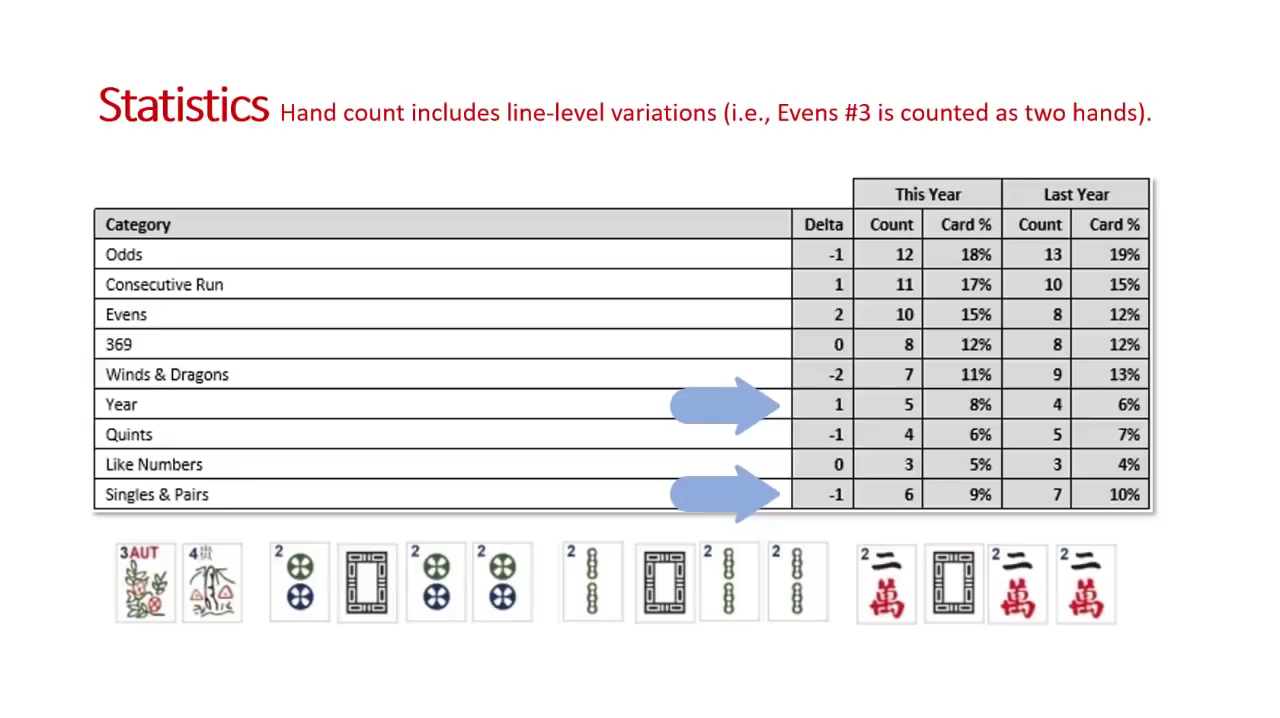 Statistics Hand count includes line-level variations (i.e., Evens #3 is counted as two hands).
This Year Last Year
Category Delta Count Card % Count Card %
Odds -1 12 18% 13 19%
Consecutive Run 1 11 17% 10 15%
Evens 2 10 15% 8 12%
369 0 8 12% 8 12%
Winds & Dragons -2 7 11% 9 13%
Year 1 5 8% 4 6%
Quints -1 4 6% 5 7%
Like Numbers 0 3 5% 3 4%
Singles & Pairs -1 6 9% 7 10%
3AUT 4 2 2 2 2 2 2 2二萬 2二萬 2二萬